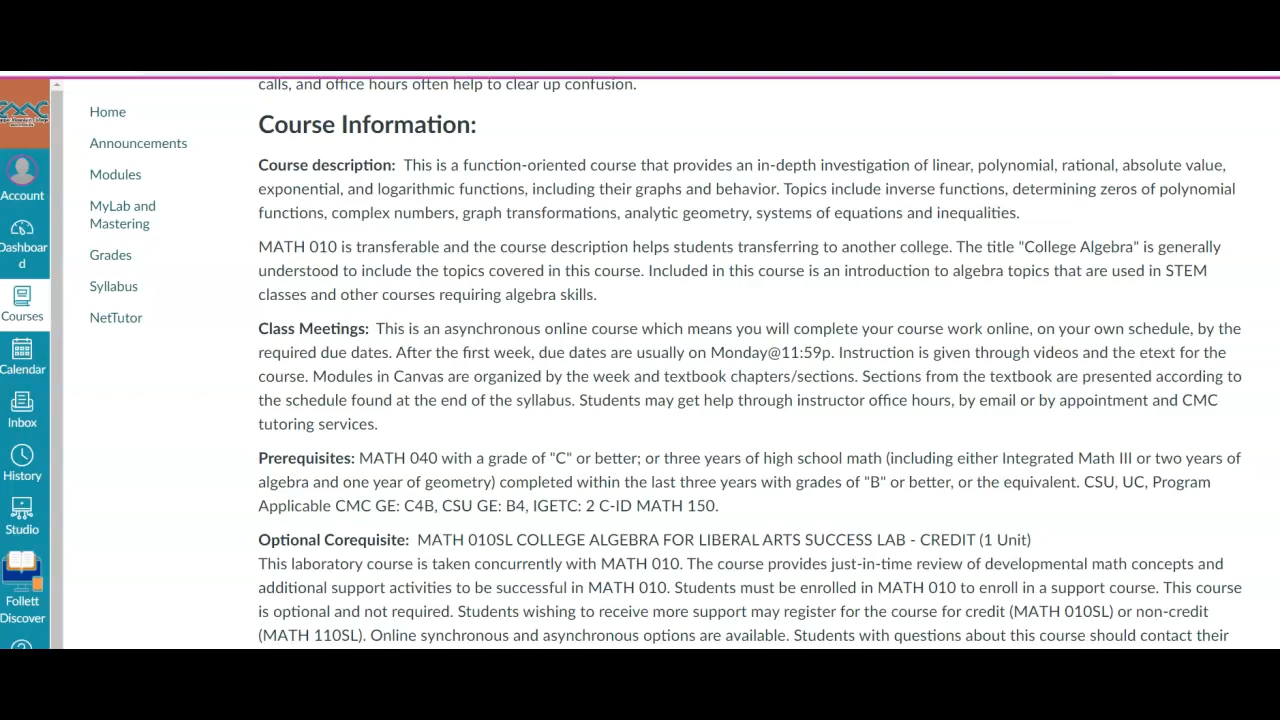 calls, and office hours often help to clear up confusion.
Home
Announcements
Modules
MyLab and
Mastering
Grades
Syllabus
NetTutor
CMC
Account
Dashboar
d
Courses
Calendar
Inbox
History
Studio
Follett
Discover
Course Information:
Course description: This is a function-oriented course that provides an in-depth investigation of linear, polynomial, rational, absolute value,
exponential, and logarithmic functions, including their graphs and behavior. Topics include inverse functions, determining zeros of polynomial
functions, complex numbers, graph transformations, analytic geometry, systems of equations and inequalities.
MATH 010 is transferable and the course description helps students transferring to another college. The title "College Algebra" is generally
understood to include the topics covered in this course. Included in this course is an introduction to algebra topics that are used in STEM
classes and other courses requiring algebra skills.
Class Meetings: This is an asynchronous online course which means you will complete your course work online, on your own schedule, by the
required due dates. After the first week, due dates are usually on Monday@11:59p. Instruction is given through videos and the etext for the
course. Modules in Canvas are organized by the week and textbook chapters/sections. Sections from the textbook are presented according to
the schedule found at the end of the syllabus. Students may get help through instructor office hours, by email or by appointment and CMC
tutoring services.
Prerequisites: MATH 040 with a grade of "C" or better; or three years of high school math (including either Integrated Math III or two years of
algebra and one year of geometry) completed within the last three years with grades of "B" or better, or the equivalent. CSU, UC, Program
Applicable CMC GE: C4B, CSU GE: B4, IGETC: 2 C-ID MATH 150.
Optional Corequisite: MATH 010SL COLLEGE ALGEBRA FOR LIBERAL ARTS SUCCESS LAB - CREDIT (1 Unit)
This laboratory course is taken concurrently with MATH 010. The course provides just-in-time review of developmental math concepts and
additional support activities to be successful in MATH 010. Students must be enrolled in MATH 010 to enroll in a support course. This course
is optional and not required. Students wishing to receive more support may register for the course for credit (MATH 010SL) or non-credit
(MATH 110SL). Online synchronous and asynchronous options are available. Students with questions about this course should contact their